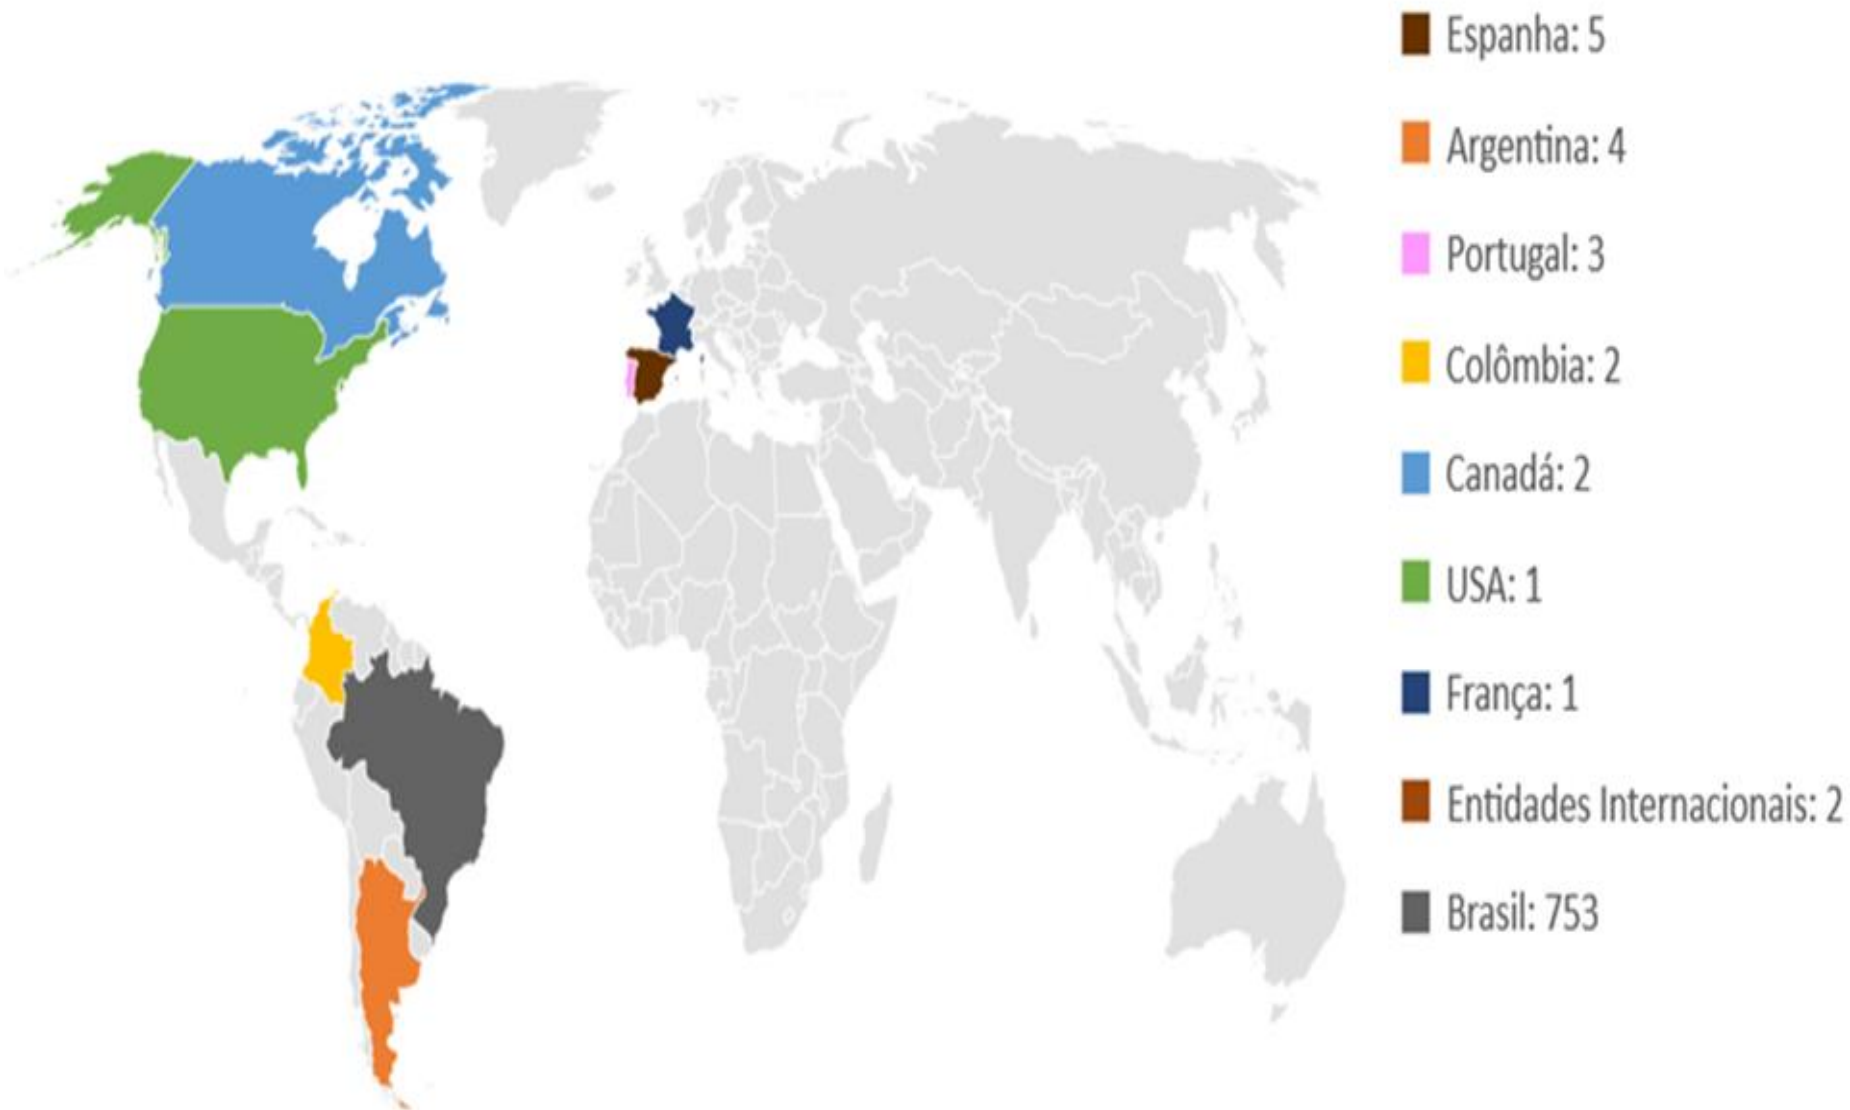 Espanha: 5
Argentina: 4
Portugal: 3
Colômbia: 2
Canadá: 2
USA: 1
França: 1
Entidades Internacionais: 2
Brasil: 753